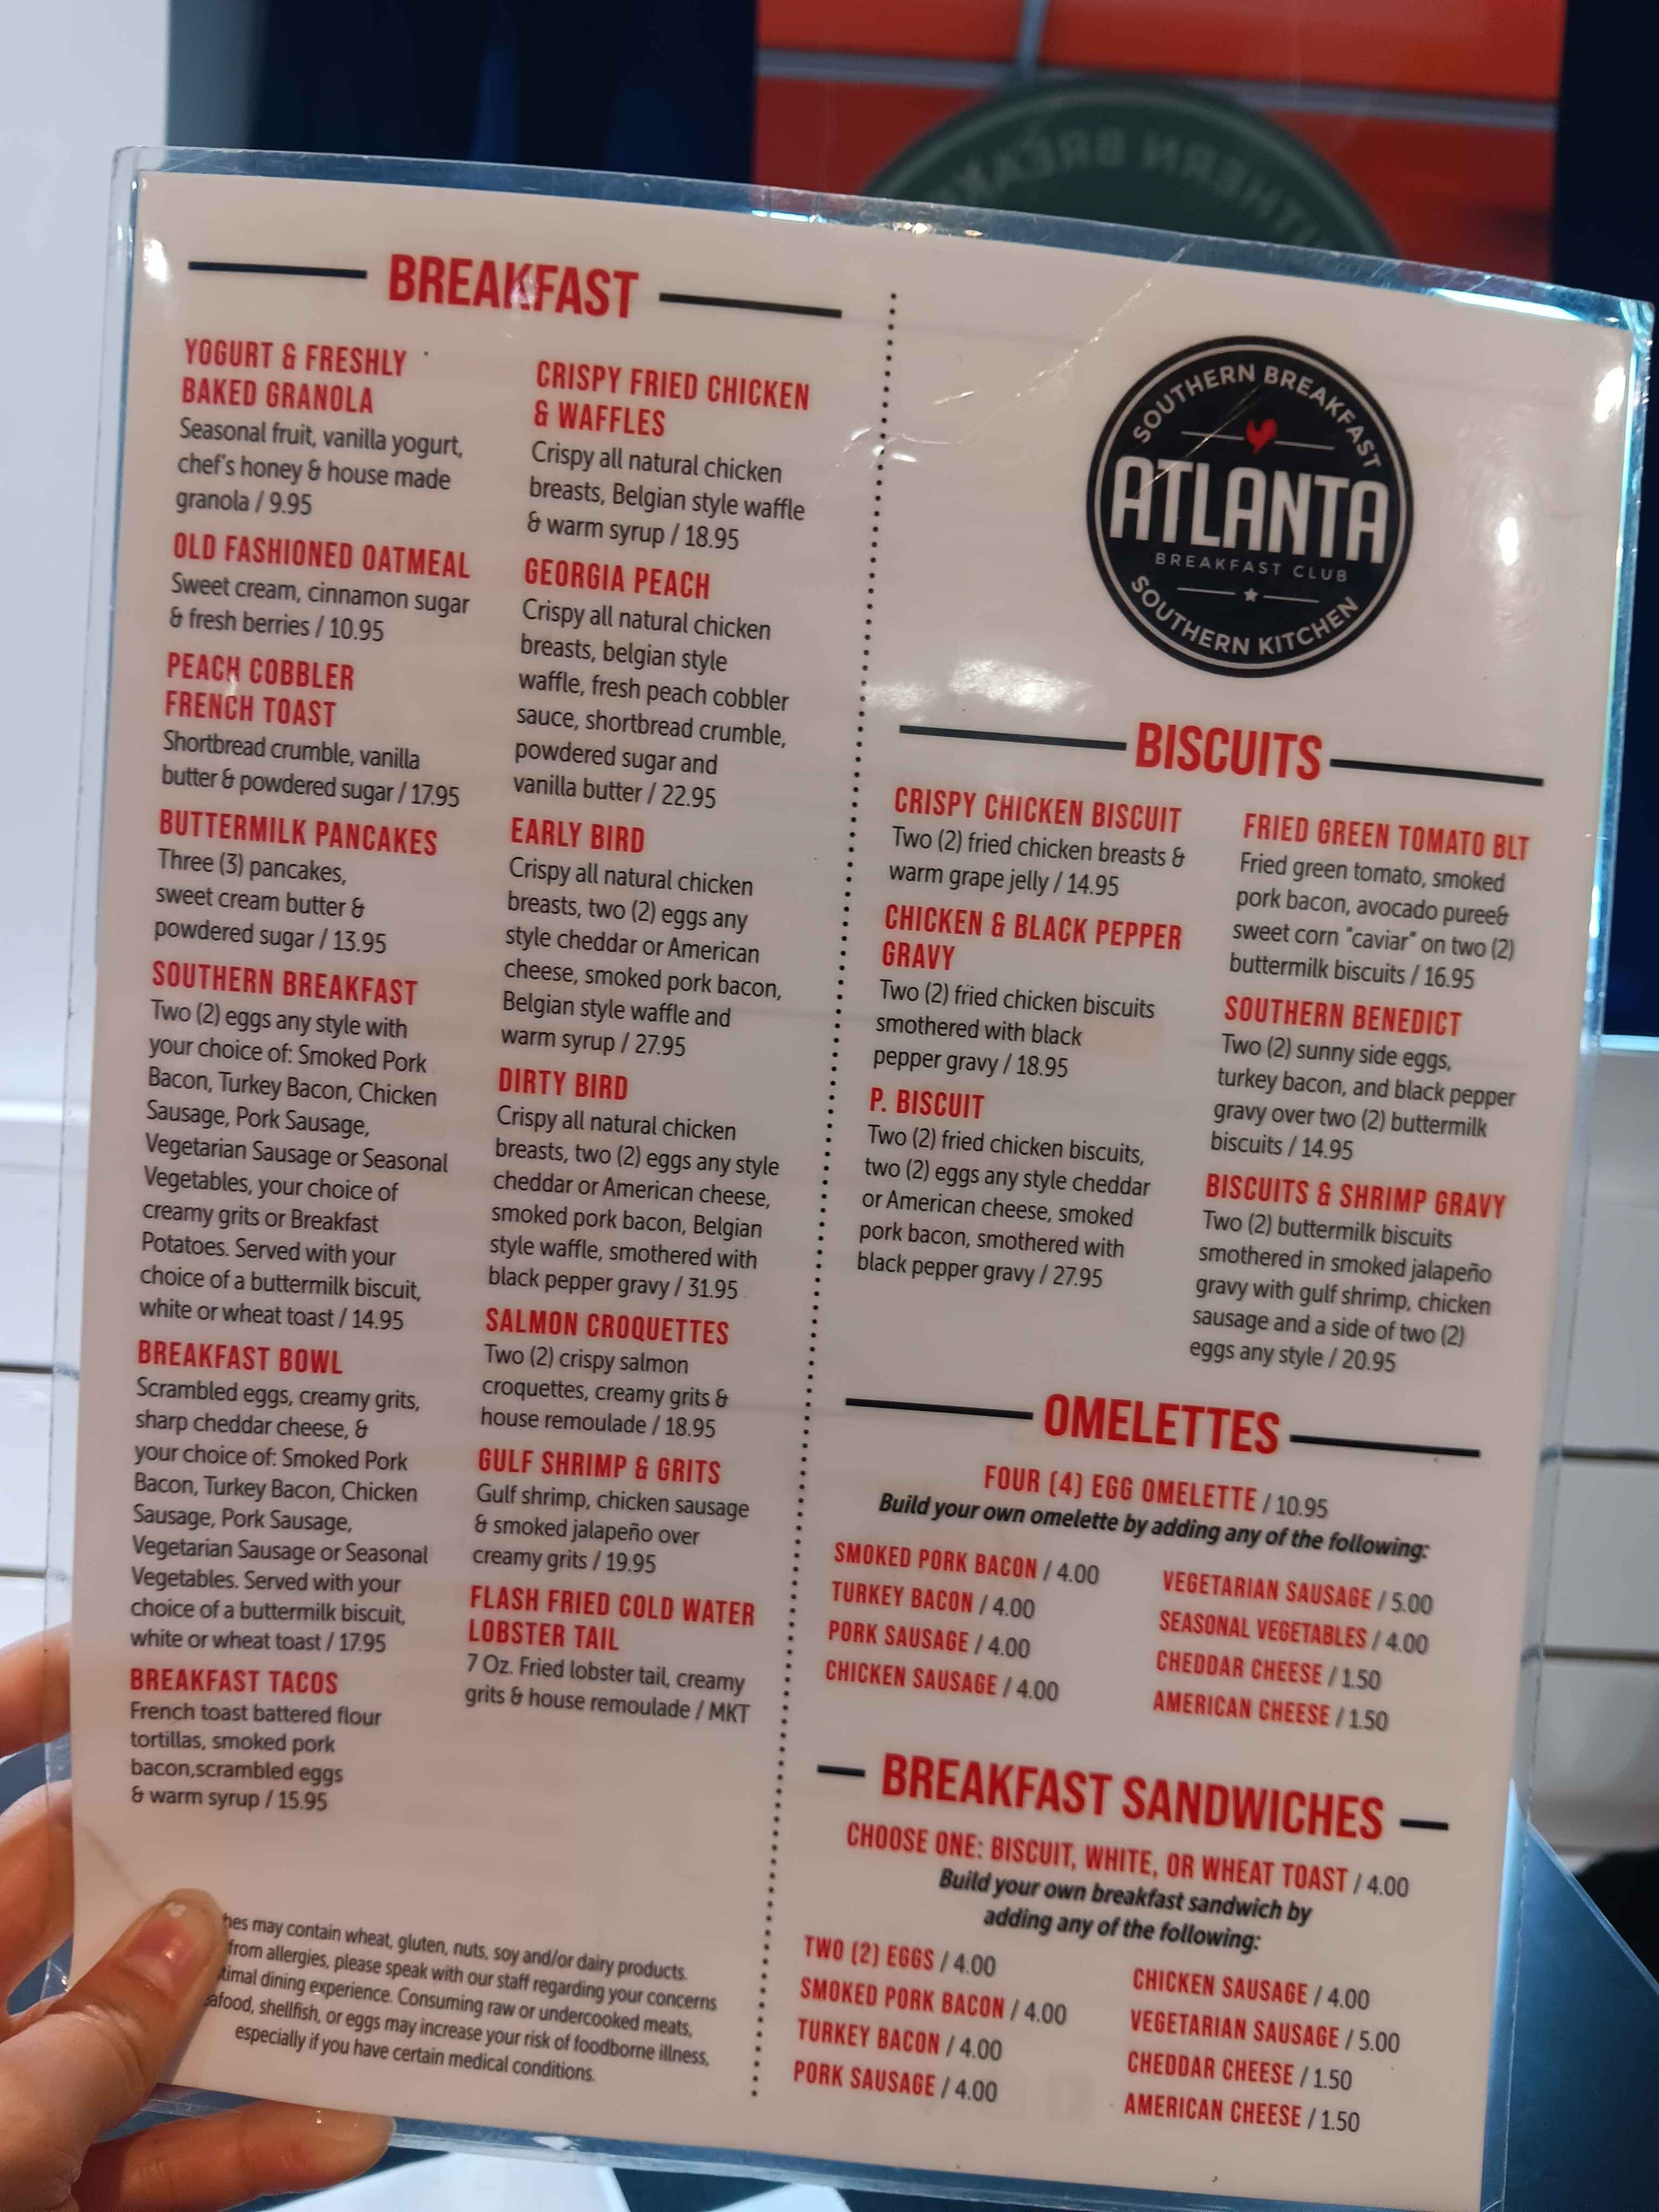 BREAKFAST
YOGURT & FRESHLY
BAKED GRANOLA
Seasonal fruit, vanilla yogurt,
chef's honey & house made
granola / 9.95
OLD FASHIONED OATMEAL
Sweet cream, cinnamon sugar
& fresh berries / 10.95
PEACH COBBLER
FRENCH TOAST
Shortbread crumble, vanilla
butter & powdered sugar / 17.95
BUTTERMILK PANCAKES
Three (3) pancakes,
sweet cream butter &
powdered sugar / 13.95
SOUTHERN BREAKFAST
Two (2) eggs any style with
your choice of: Smoked Pork
Bacon, Turkey Bacon, Chicken
Sausage, Pork Sausage,
Vegetarian Sausage or Seasonal
Vegetables, your choice of
creamy grits or Breakfast
Potatoes. Served with your
choice of a buttermilk biscuit,
white or wheat toast / 14.95
BREAKFAST BOWL
Scrambled eggs, creamy grits,
sharp cheddar cheese, &
your choice of: Smoked Pork
Bacon, Turkey Bacon, Chicken
Sausage, Pork Sausage,
Vegetarian Sausage or Seasonal
Vegetables. Served with your
choice of a buttermilk biscuit,
white or wheat toast / 17.95
BREAKFAST TACOS
French toast battered flour
tortillas, smoked pork
bacon,scrambled eggs
& warm syrup / 15.95
CRISPY FRIED CHICKEN
& WAFFLES
Crispy all natural chicken
breasts, Belgian style waffle
& warm syrup / 18.95
GEORGIA PEACH
Crispy all natural chicken
breasts, belgian style
waffle, fresh peach cobbler
sauce, shortbread crumble,
powdered sugar and
vanilla butter / 22.95
EARLY BIRD
Crispy all natural chicken
breasts, two (2) eggs any
style cheddar or American
cheese, smoked pork bacon,
Belgian style waffle and
warm syrup / 27.95
DIRTY BIRD
Crispy all natural chicken
breasts, two (2) eggs any style
cheddar or American cheese,
smoked pork bacon, Belgian
style waffle, smothered with
black pepper gravy / 31.95
SALMON CROQUETTES
Two (2) crispy salmon
croquettes, creamy grits &
house remoulade / 18.95
GULF SHRIMP & GRITS
Gulf shrimp, chicken sausage
& smoked jalapeño over
creamy grits / 19.95
FLASH FRIED COLD WATER
LOBSTER TAIL
7 Oz. Fried lobster tail, creamy
grits & house remoulade / MKT
may contain wheat, gluten, nuts, soy and/or dairy products.
from allergies, please speak with our staff regarding your concerns
dining experience. Consuming raw or undercooked meats,
shellfish, or eggs may increase your risk of foodborne illness,
especially if you have certain medical conditions.
SOUTHERN BREAKFAST
ATLANTA
BREAKFAST CLUB
SOUTHERN KITCHEN
BISCUITS
CRISPY CHICKEN BISCUIT
Two (2) fried chicken breasts &
warm grape jelly / 14.95
CHICKEN & BLACK PEPPER
GRAVY
Two (2) fried chicken biscuits
smothered with black
pepper gravy / 18.95
P. BISCUIT
Two (2) fried chicken biscuits,
two (2) eggs any style cheddar
or American cheese, smoked
pork bacon, smothered with
black pepper gravy / 27.95
FRIED GREEN TOMATO BLT
Fried green tomato, smoked
pork bacon, avocado puree&
sweet corn "caviar" on two (2)
buttermilk biscuits / 16.95
SOUTHERN BENEDICT
Two (2) sunny side eggs,
turkey bacon, and black pepper
gravy over two (2) buttermilk
biscuits / 14.95
BISCUITS & SHRIMP GRAVY
Two (2) buttermilk biscuits
smothered in smoked jalapeño
gravy with gulf shrimp, chicken
sausage and a side of two (2)
eggs any style / 20.95
OMELETTES
FOUR (4) EGG OMELETTE / 10.95
Build your own omelette by adding any of the following:
SMOKED PORK BACON / 4.00
TURKEY BACON / 4.00
PORK SAUSAGE / 4.00
CHICKEN SAUSAGE / 4.00
VEGETARIAN SAUSAGE / 5.00
SEASONAL VEGETABLES / 4.00
CHEDDAR CHEESE / 1.50
AMERICAN CHEESE / 1.50
BREAKFAST SANDWICHES
CHOOSE ONE: BISCUIT, WHITE, OR WHEAT TOAST / 4.00
Build your own breakfast sandwich by
adding any of the following:
TWO (2) EGGS / 4.00
SMOKED PORK BACON / 4.00
TURKEY BACON / 4.00
PORK SAUSAGE / 4.00
CHICKEN SAUSAGE / 4.00
VEGETARIAN SAUSAGE / 5.00
CHEDDAR CHEESE / 1.50
AMERICAN CHEESE / 1.50